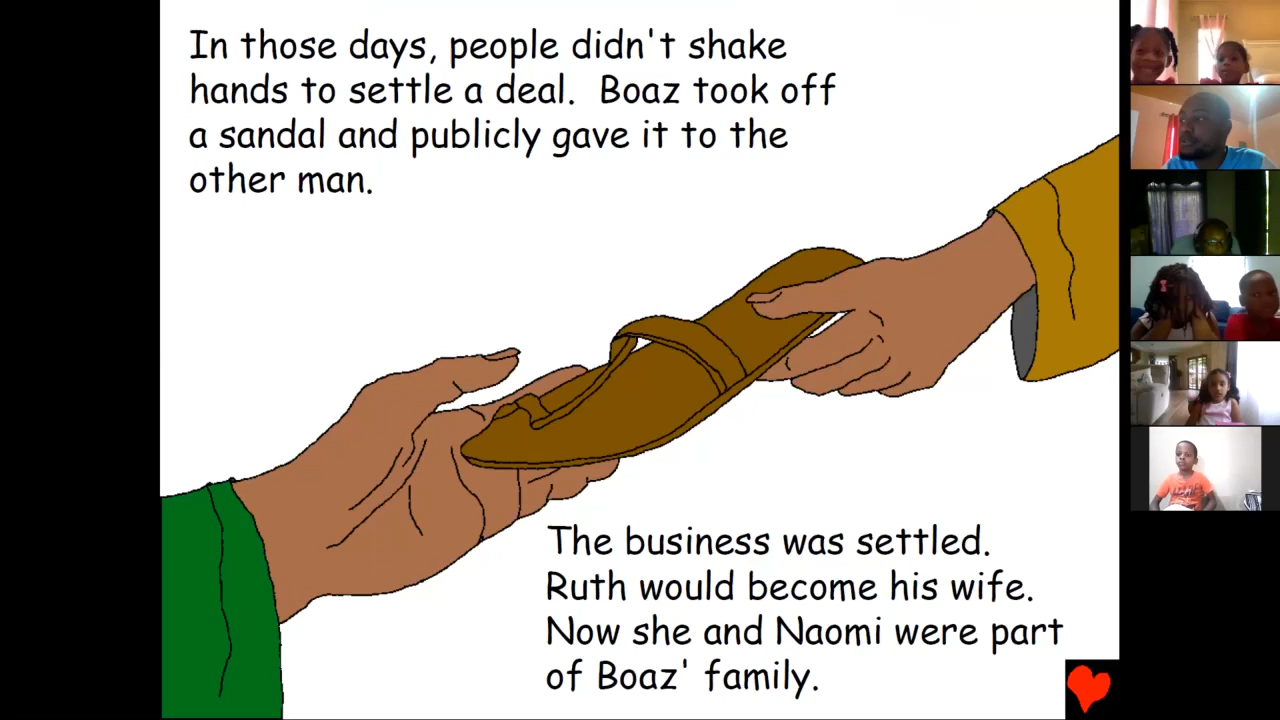 In those days, people didn't shake
hands to settle a deal.  Boaz took off
a sandal and publicly gave it to the
other man.
The business was settled.
Ruth would become his wife.
Now she and Naomi were part
of Boaz' family.